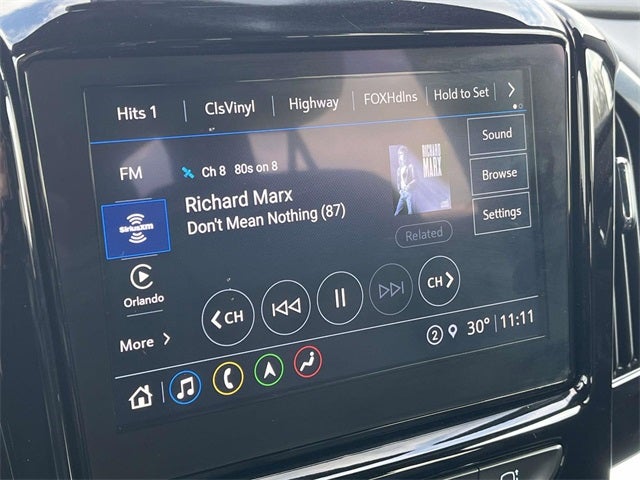 Hits 1 ClsVinyl Highway FOXHdlns Hold to Set
FM
Ch 8 80s on 8
Richard Marx
Don't Mean Nothing (87)
RICHARD
MARX
Sound
Browse
Settings
Related
SiriusXM
Orlando
More
CH
CH
2 30° 11:11